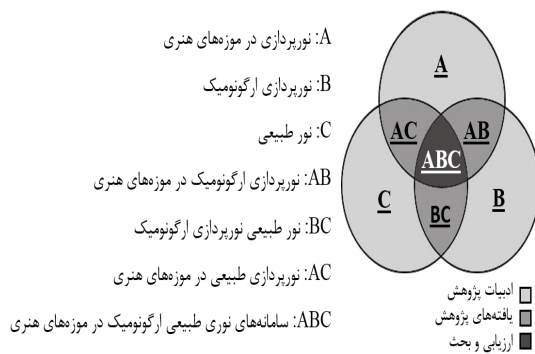 A: نورپردازی در موزه‌های هنری
B: نورپردازی ارگونومیک
C: نور طبیعی
AB: نورپردازی ارگونومیک در موزه‌های هنری
BC: نور طبیعی نورپردازی ارگونومیک
AC: نورپردازی طبیعی در موزه‌های هنری
ABC: سامانه‌های نوری طبیعی ارگونومیک در موزه‌های هنری
A
AC
AB
ABC
C
B
BC
ادبیات پژوهش
یافته‌های پژوهش
ارزیابی و بحث